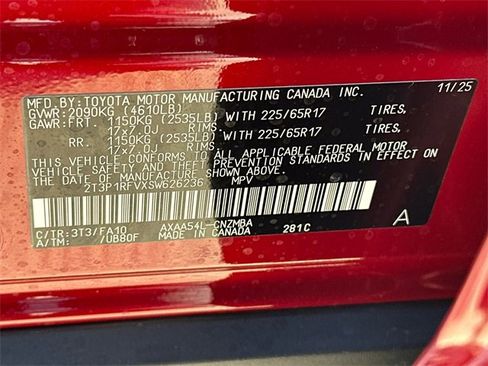 MFD. BY: TOYOTA MOTOR MANUFACTURING CANADA INC. 11/25
GVWR: 2090KG (4610LB)
GAWR: FRT. 1150KG (2535LB) WITH 225/65R17 TIRES,
17x7.0J RIMS,
RR. 1150KG (2535LB) WITH 225/65R17 TIRES,
17x7.0J RIMS,
THIS VEHICLE CONFORMS TO ALL APPLICABLE FEDERAL MOTOR
VEHICLE SAFETY AND THEFT PREVENTION STANDARDS IN EFFECT
ON THE DATE OF MANUFACTURE SHOWN ABOVE.
2T3P1RFVXSW626236 MPV
C/TR: 3T3/FA10 AXAA54L-CNZMBA A
A/TM: /UB80F MADE IN CANADA 281C